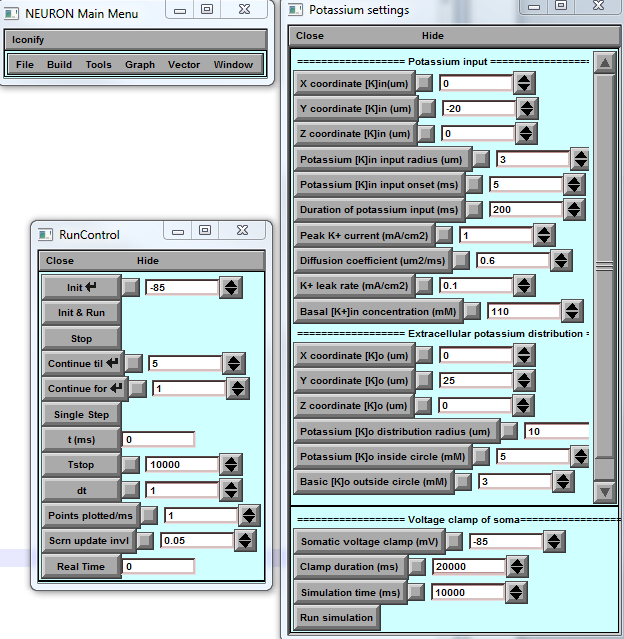 NEURON Main Menu
Iconify
File Build Tools Graph Vector Window
RunControl
Close Hide
Init -85
Init & Run
Stop
Continue til 5
Continue for 1
Single Step
t (ms) 0
Tstop 10000
dt 1
Points plotted/ms 1
Scrn update invl 0.05
Real Time 0
Potassium settings
Close Hide
================= Potassium input =================
X coordinate [K]in(um) 0
Y coordinate [K]in (um) -20
Z coordinate [K]in (um) 0
Potassium [K]in input radius (um) 3
Potassium [K]in input onset (ms) 5
Duration of potassium input (ms) 200
Peak K+ current (mA/cm2) 1
Diffusion coefficient (um2/ms) 0.6
K+ leak rate (mA/cm2) 0.1
Basal [K+]in concentration (mM) 110
================= Extracellular potassium distribution =
X coordinate [K]o (um) 0
Y coordinate [K]o (um) 25
Z coordinate [K]o (um) 0
Potassium [K]o distribution radius (um) 10
Potassium [K]o inside circle (mM) 5
Basic [K]o outside circle (mM) 3
================= Voltage clamp of soma=================
Somatic voltage clamp (mV) -85
Clamp duration (ms) 20000
Simulation time (ms) 10000
Run simulation